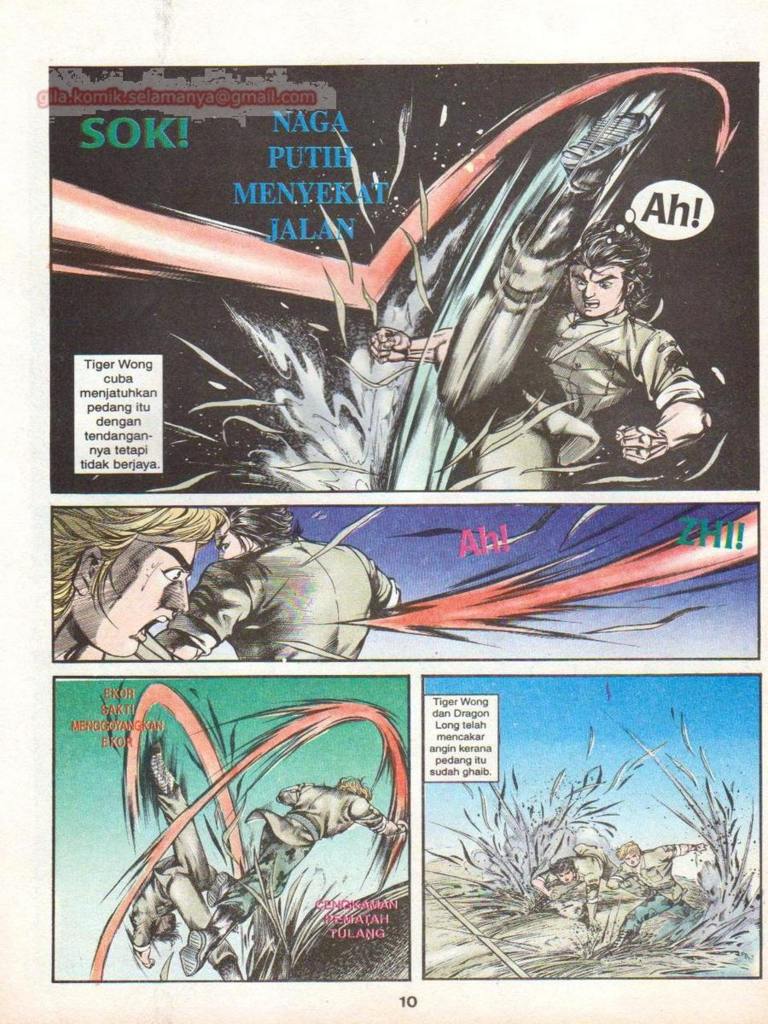 gila.komik.selamanya@gmail.com
SOK!
NAGA
PUTIH
MENYEKAT
JALAN
Ah!
Tiger Wong
cuba
menjatuhkan
pedang itu
dengan
tendangan-
nya tetapi
tidak berjaya.
Ah!
ZHI!
EKOR
SAKTI
MENGGOYANGKAN
EKOR
CENGKAMAN
PEMATAH
TULANG
Tiger Wong
dan Dragon
Long telah
mencakar
angin kerana
pedang itu
sudah ghaib.
10